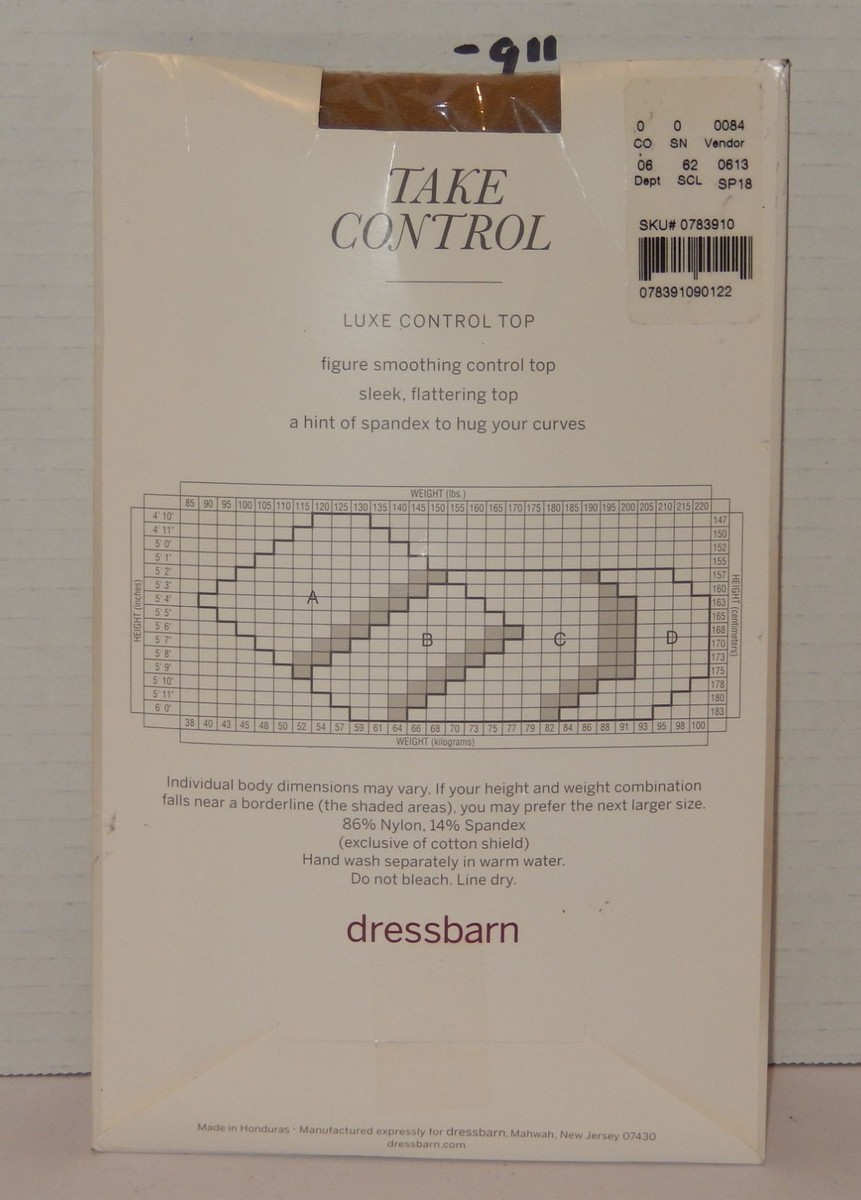 -911
0 0 0084
CO SN Vendor
06 62 0613
Dept SCL SP18
SKU# 0783910
078391090122
TAKE
CONTROL
LUXE CONTROL TOP
figure smoothing control top
sleek, flattering top
a hint of spandex to hug your curves
WEIGHT (lbs.)
85 90 95 100 105 110 115 120 125 130 135 140 145 150 155 160 165 170 175 180 185 190 195 200 205 210 215 220
HEIGHT (inches)
4' 10" 147
4' 11" 150
5' 0" 152
5' 1" 155
5' 2" 157
5' 3" 160
5' 4" 163
5' 5" 165
5' 6" 168
5' 7" 170
5' 8" 173
5' 9" 175
5' 10" 178
5' 11" 180
6' 0" 183
HEIGHT (centimeters)
A
B
C
D
38 40 43 45 48 50 52 54 57 59 61 64 66 68 70 73 75 77 79 82 84 86 88 91 93 95 98 100
WEIGHT (kilograms)
Individual body dimensions may vary. If your height and weight combination
falls near a borderline (the shaded areas), you may prefer the next larger size.
86% Nylon, 14% Spandex
(exclusive of cotton shield)
Hand wash separately in warm water.
Do not bleach. Line dry.
dressbarn
Made in Honduras · Manufactured expressly for dressbarn, Mahwah, New Jersey 07430
dressbarn.com